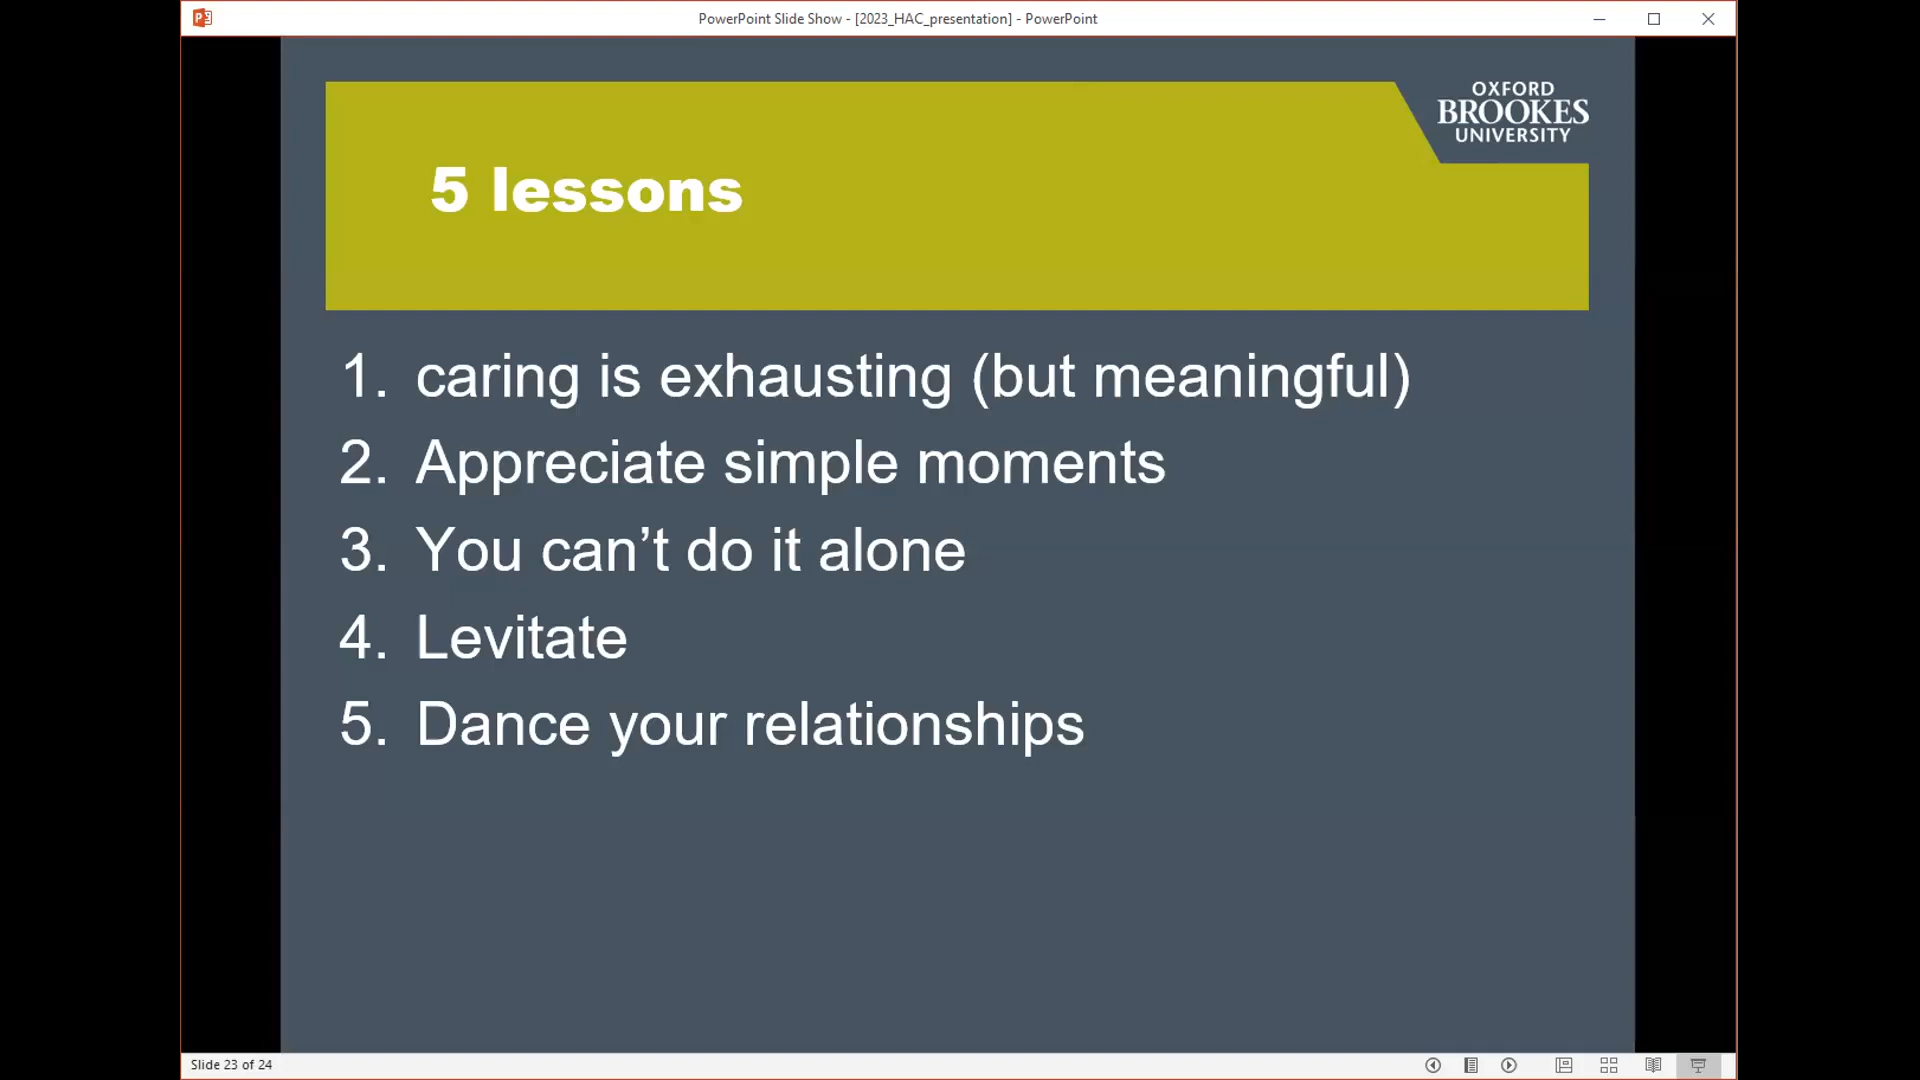 PowerPoint Slide Show - [2023_HAC_presentation] - PowerPoint
OXFORD
BROOKES
UNIVERSITY
5 lessons
1. caring is exhausting (but meaningful)
2. Appreciate simple moments
3. You can’t do it alone
4. Levitate
5. Dance your relationships
Slide 23 of 24